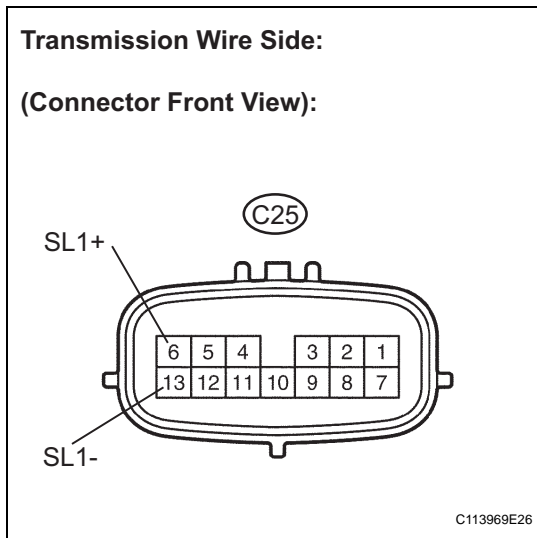 Transmission Wire Side:
(Connector Front View):
C25
SL1+
6 5 4 3 2 1
13 12 11 10 9 8 7
SL1-
C113969E26